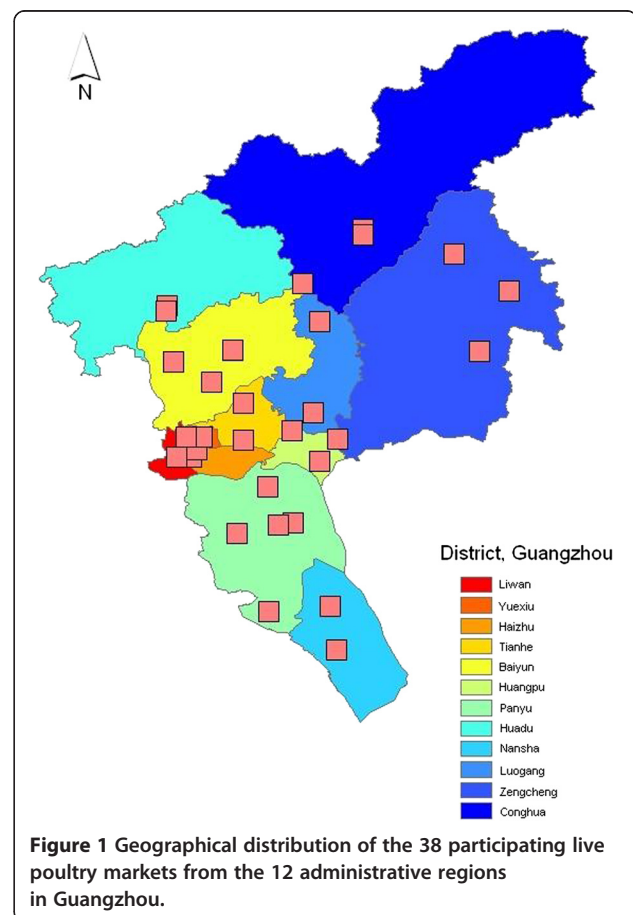 N
District, Guangzhou
Liwan
Yuexiu
Haizhu
Tianhe
Baiyun
Huangpu
Panyu
Huadu
Nansha
Luogang
Zengcheng
Conghua
Figure 1 Geographical distribution of the 38 participating live
poultry markets from the 12 administrative regions
in Guangzhou.